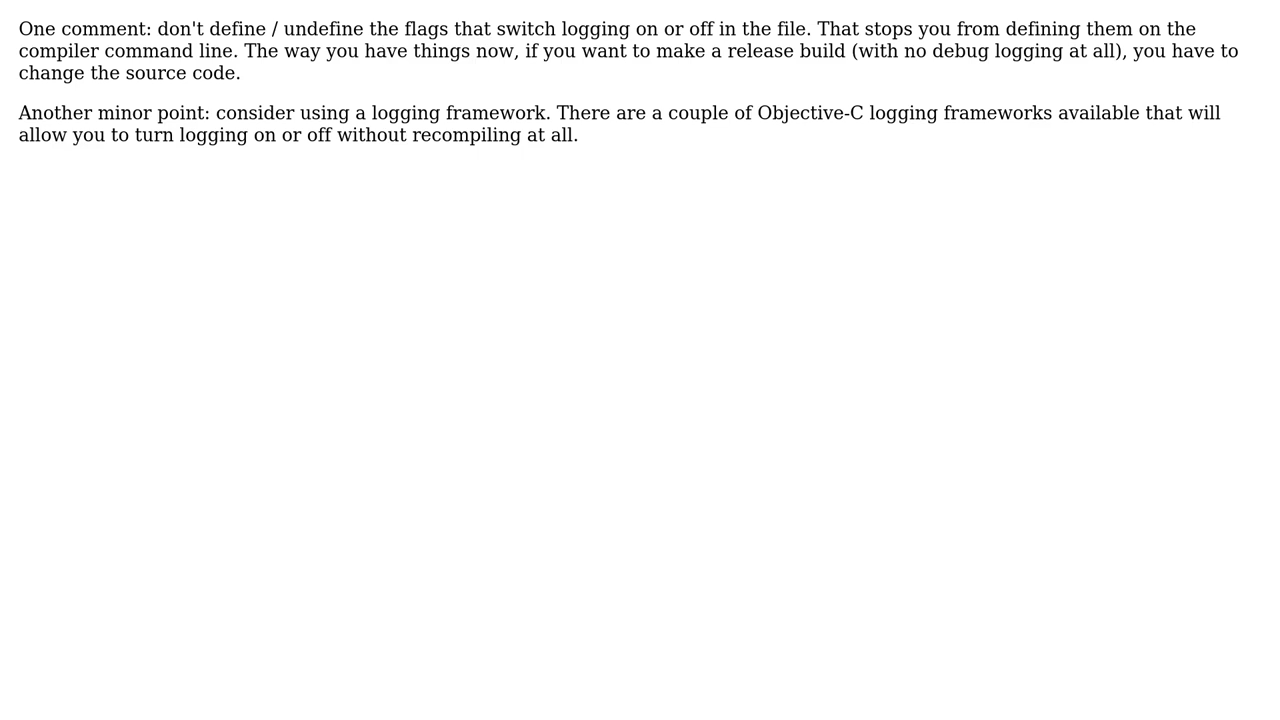 One comment: don't define / undefine the flags that switch logging on or off in the file. That stops you from defining them on the
compiler command line. The way you have things now, if you want to make a release build (with no debug logging at all), you have to
change the source code.
Another minor point: consider using a logging framework. There are a couple of Objective-C logging frameworks available that will
allow you to turn logging on or off without recompiling at all.